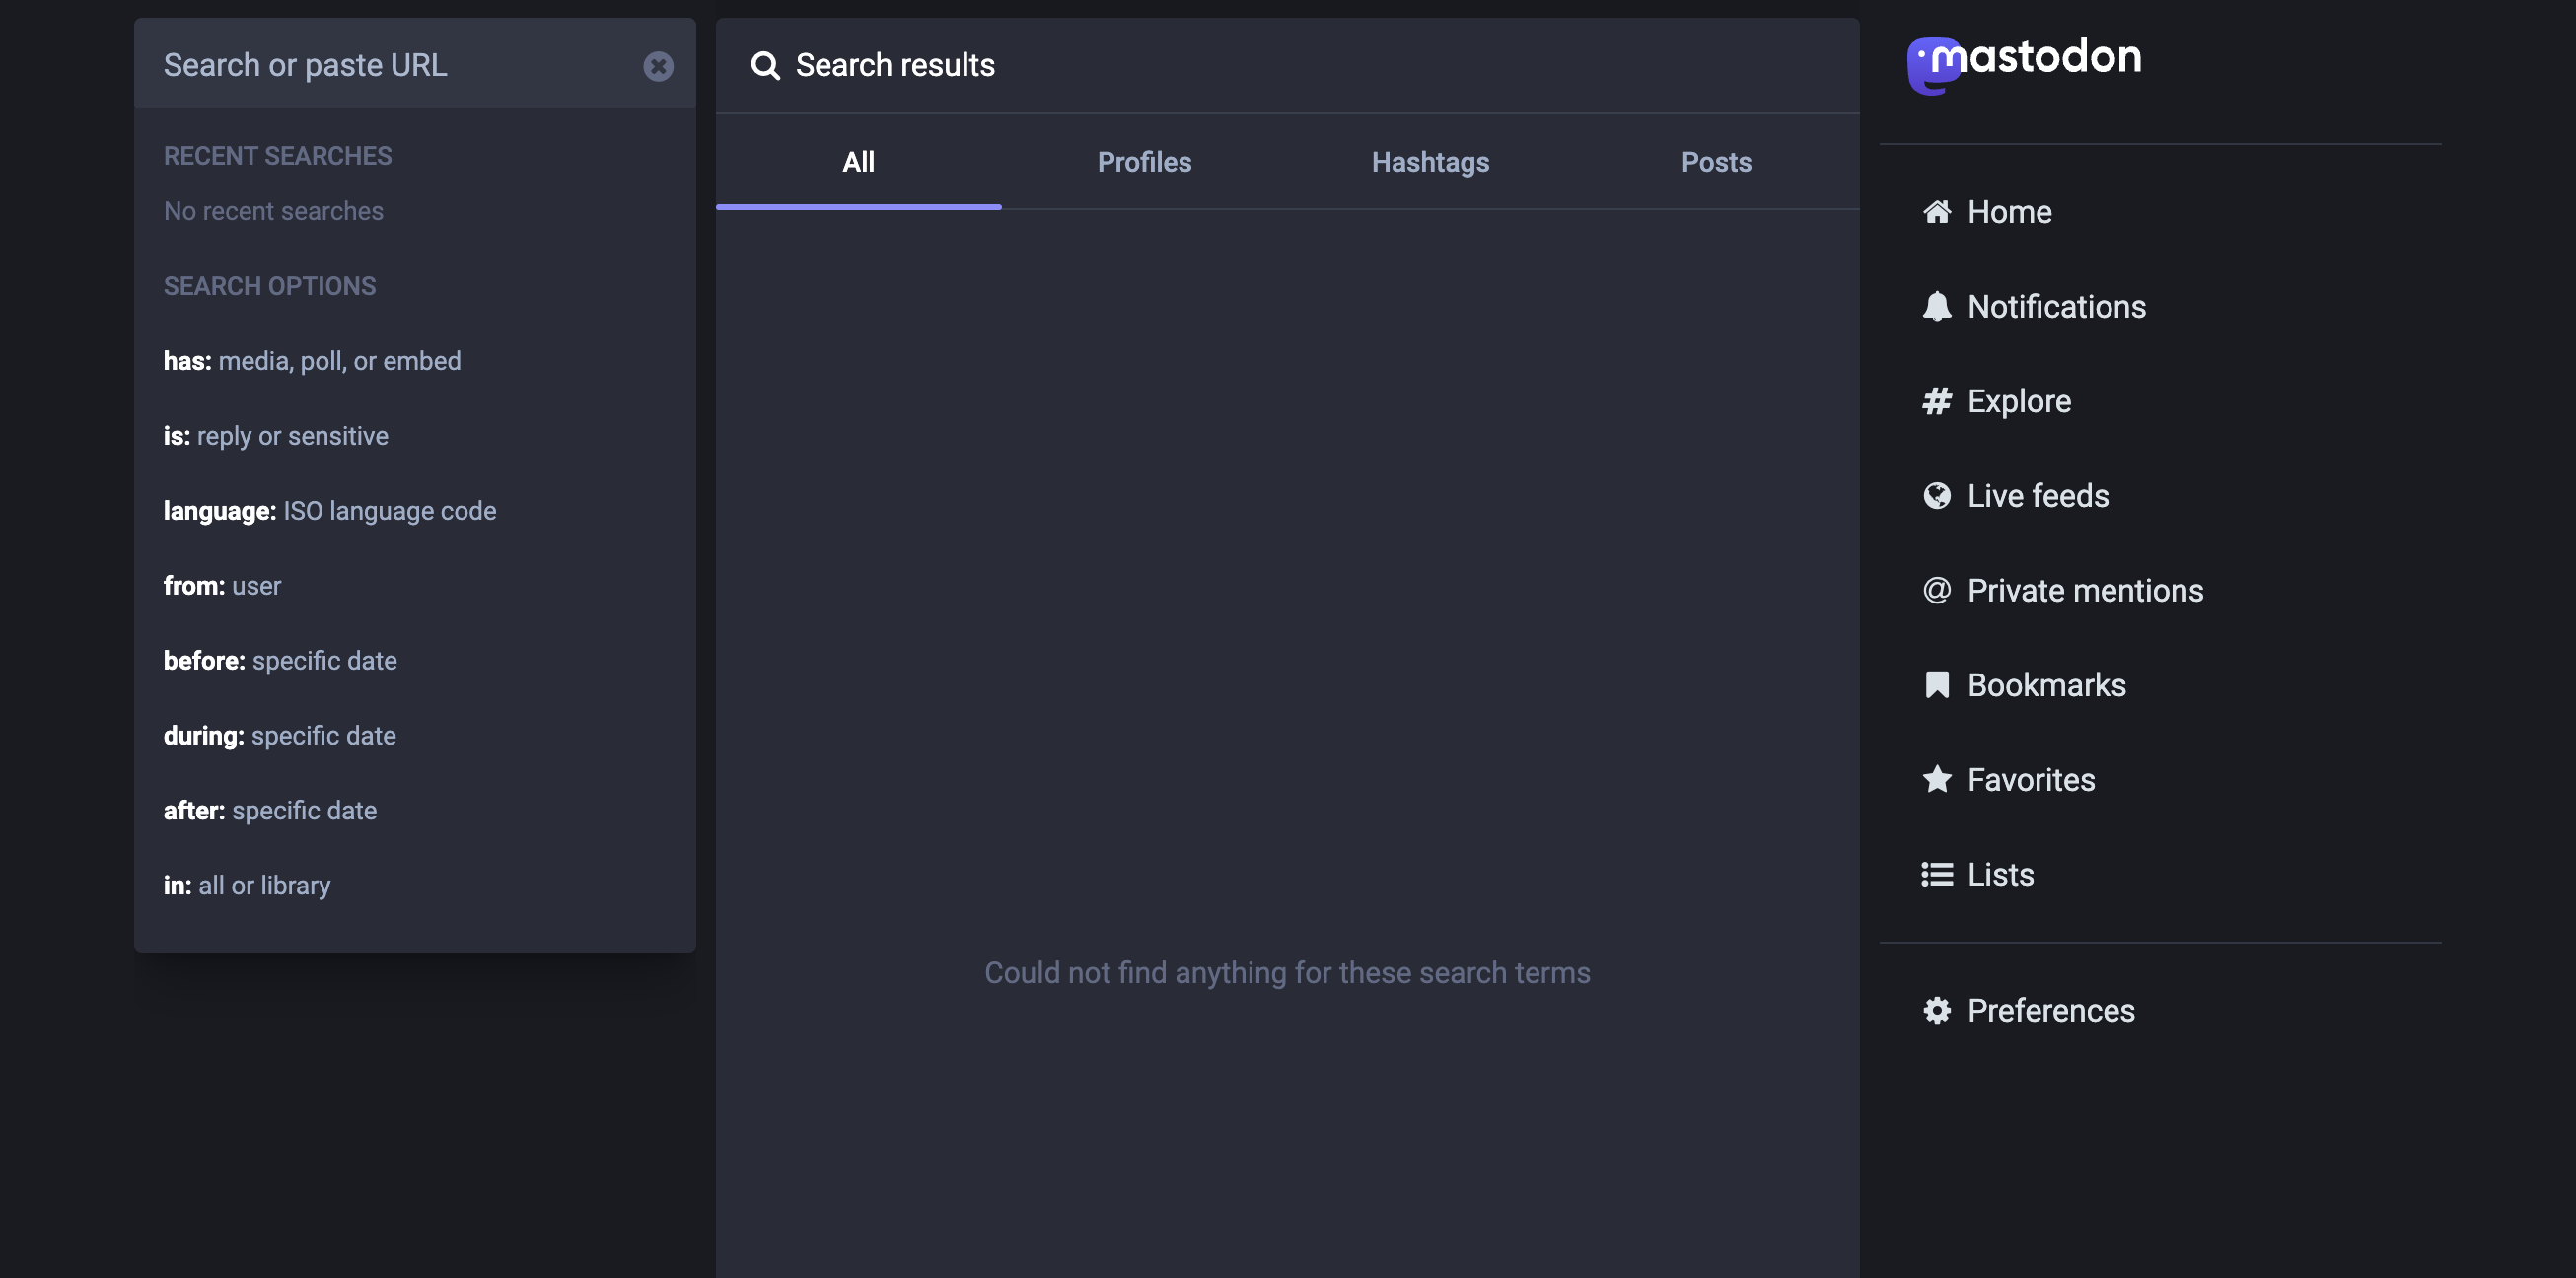 Search or paste URL
RECENT SEARCHES
No recent searches
SEARCH OPTIONS
has: media, poll, or embed
is: reply or sensitive
language: ISO language code
from: user
before: specific date
during: specific date
after: specific date
in: all or library
Search results
All Profiles Hashtags Posts
Could not find anything for these search terms
mastodon
Home
Notifications
# Explore
Live feeds
@ Private mentions
Bookmarks
Favorites
Lists
Preferences